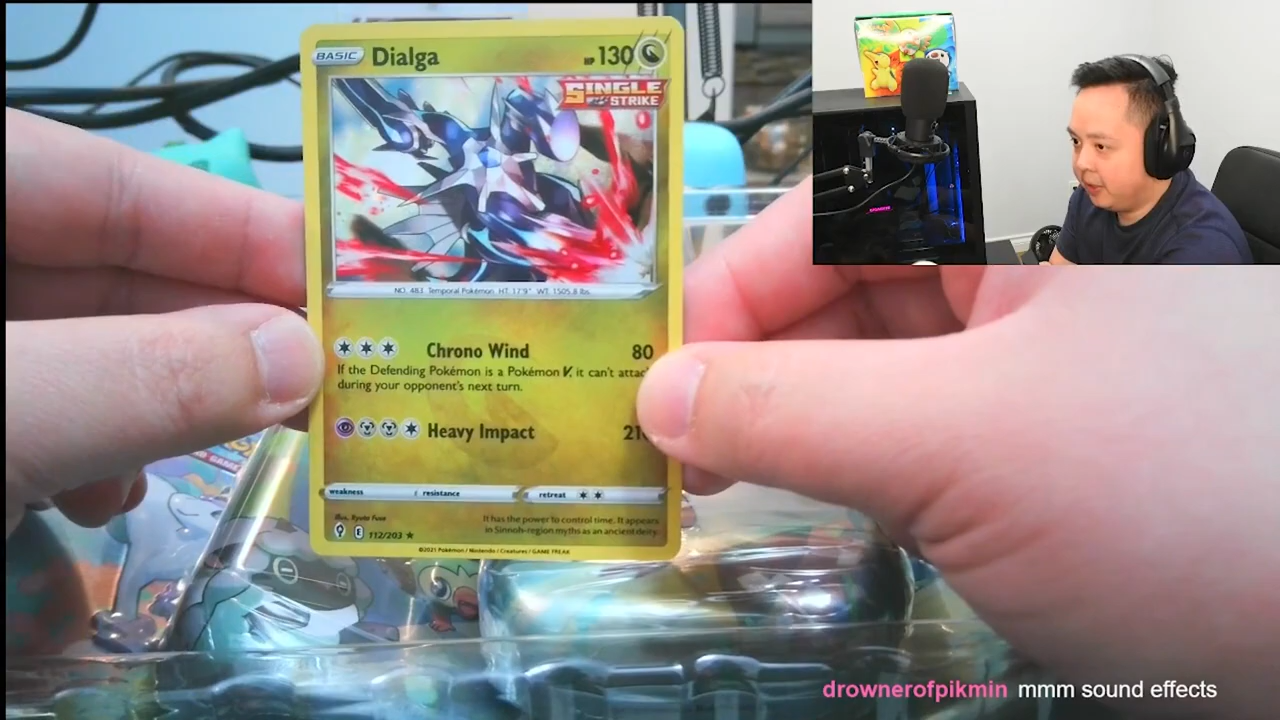 BASIC Dialga HP 130
SINGLE
STRIKE
NO. 483 Temporal Pokémon HT: 17'9" WT: 1505.8 lbs.
Chrono Wind 80
If the Defending Pokémon is a Pokémon V, it can't attac
during your opponent's next turn.
Heavy Impact 21
weakness resistance retreat
Illus. Kyota Fuse
It has the power to control time. It appears
in Sinnoh-region myths as an ancient deity.
E 112/203 ★
©2021 Pokémon / Nintendo / Creatures / GAME FREAK
drownerofpikmin mmm sound effects